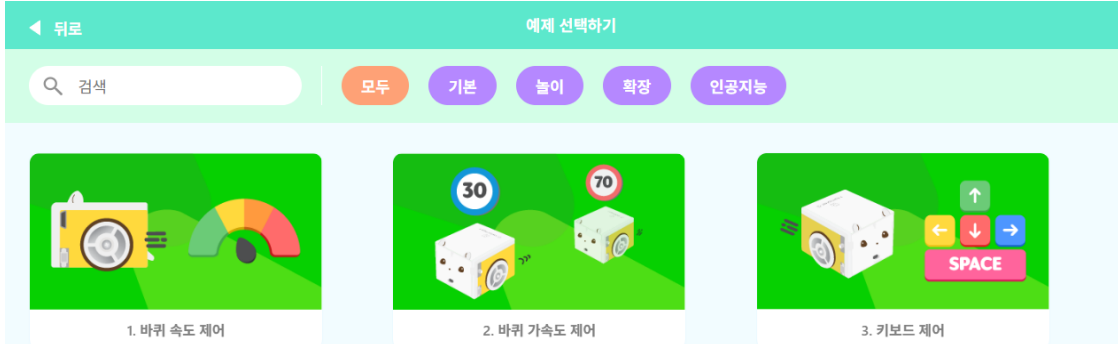 뒤로
예제 선택하기
검색
모두 기본 놀이 확장 인공지능
30
70
SPACE
1. 바퀴 속도 제어
2. 바퀴 가속도 제어
3. 키보드 제어